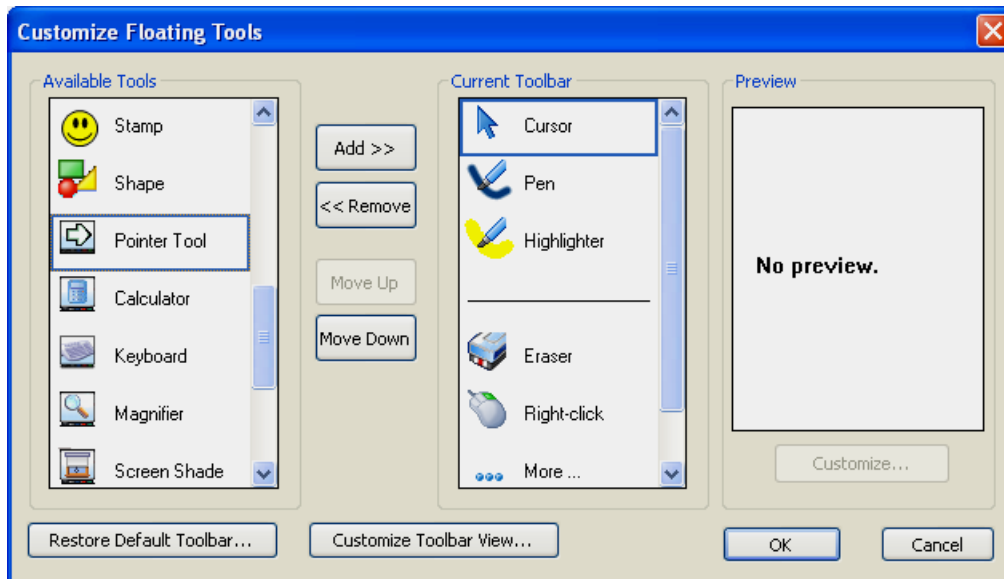 Customize Floating Tools
Available Tools
Stamp
Shape
Pointer Tool
Calculator
Keyboard
Magnifier
Screen Shade
Add >>
<< Remove
Move Up
Move Down
Current Toolbar
Cursor
Pen
Highlighter
Eraser
Right-click
More ...
Preview
No preview.
Customize...
Restore Default Toolbar...
Customize Toolbar View...
OK
Cancel